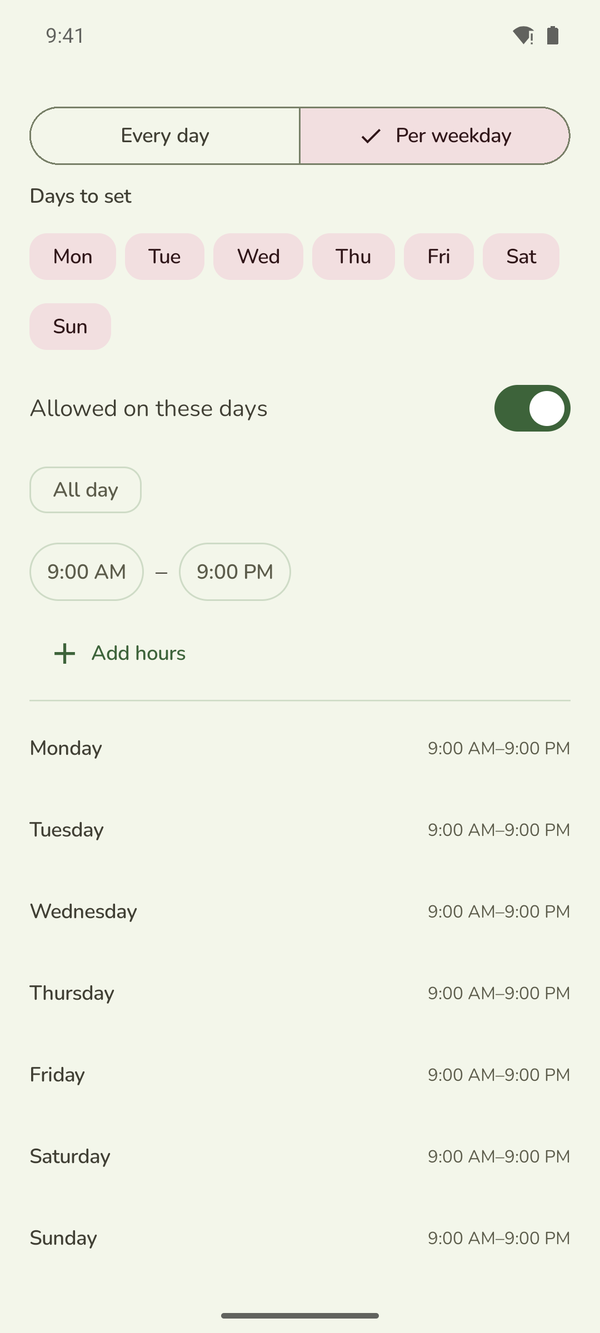 9:41
Every day
Per weekday
Days to set
Mon Tue Wed Thu Fri Sat
Sun
Allowed on these days
All day
9:00 AM – 9:00 PM
Add hours
Monday 9:00 AM–9:00 PM
Tuesday 9:00 AM–9:00 PM
Wednesday 9:00 AM–9:00 PM
Thursday 9:00 AM–9:00 PM
Friday 9:00 AM–9:00 PM
Saturday 9:00 AM–9:00 PM
Sunday 9:00 AM–9:00 PM